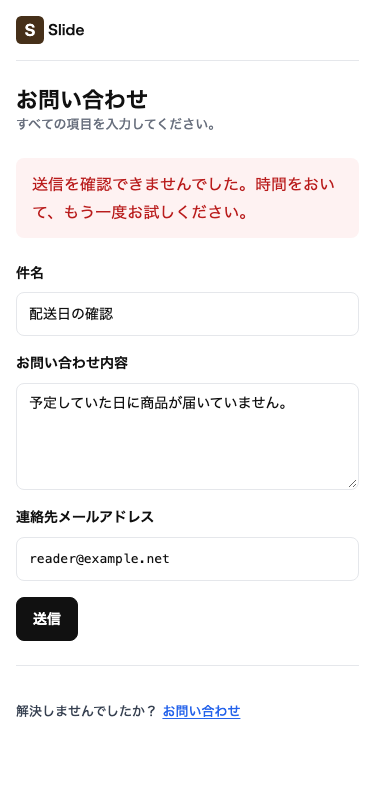 S Slide
お問い合わせ
すべての項目を入力してください。
送信を確認できませんでした。時間をおい
て、もう一度お試しください。
件名
配送日の確認
お問い合わせ内容
予定していた日に商品が届いていません。
連絡先メールアドレス
reader@example.net
送信
解決しませんでしたか？ お問い合わせ